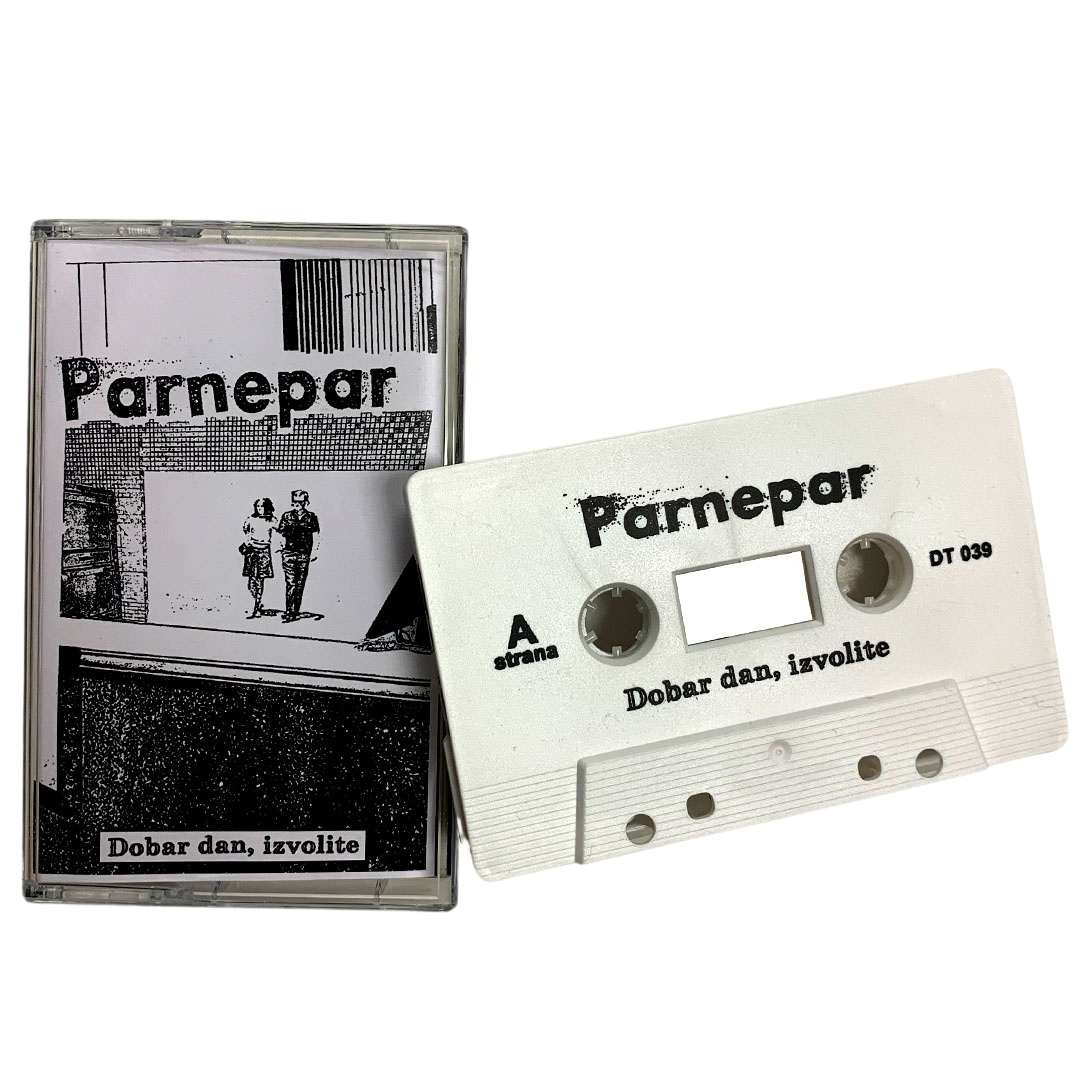 Parnepar
Dobar dan, izvolite
Parnepar
DT 039
A
strana
Dobar dan, izvolite